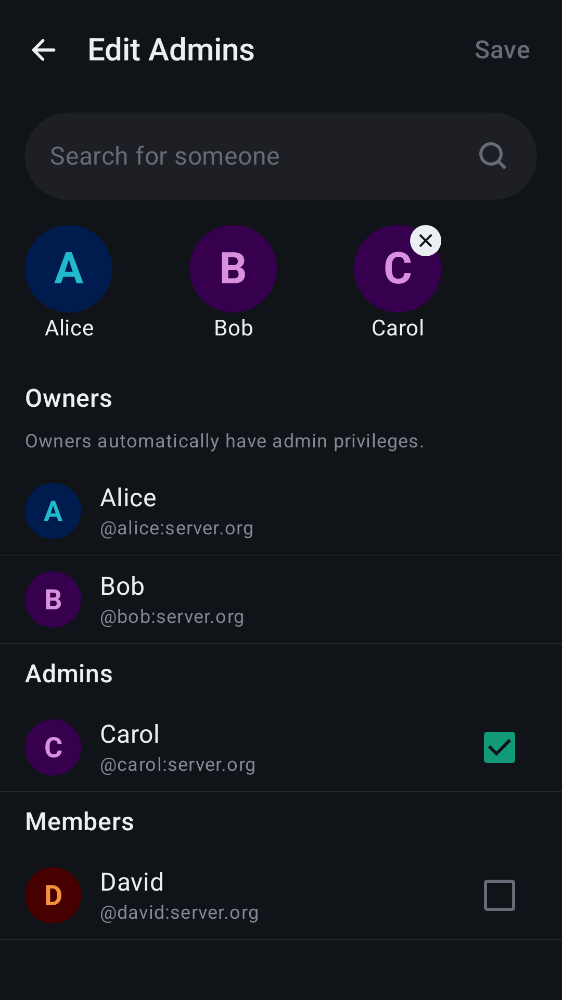 Edit Admins
Save
Search for someone
A
B
C
Alice
Bob
Carol
Owners
Owners automatically have admin privileges.
A
Alice
@alice:server.org
B
Bob
@bob:server.org
Admins
C
Carol
@carol:server.org
Members
D
David
@david:server.org